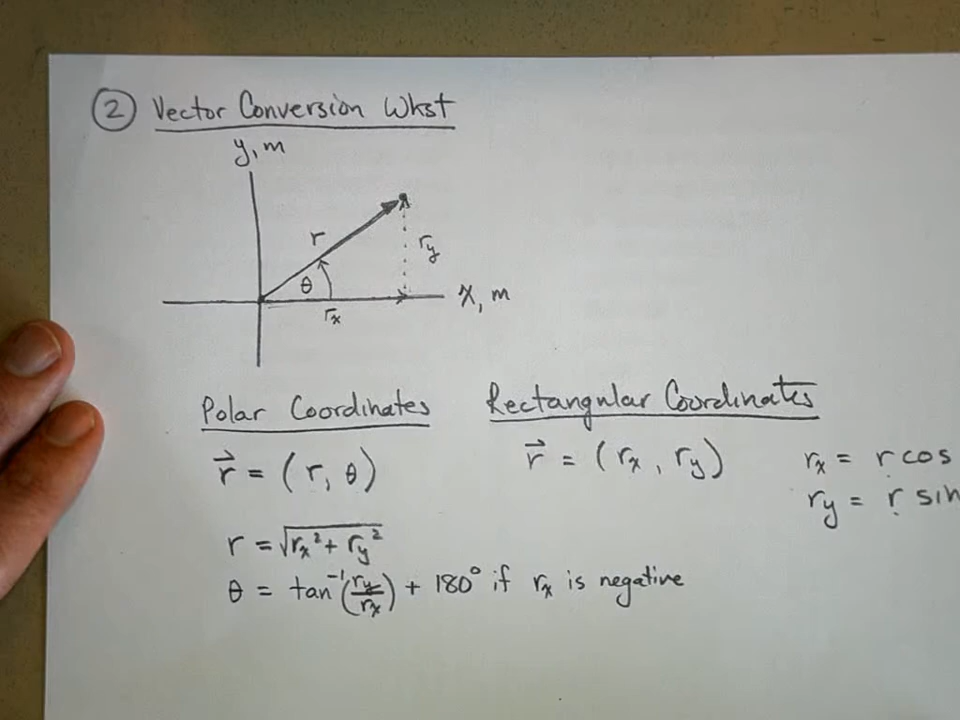 ② Vector Conversion Whst
y, m
r
ry
θ
x, m
rx
Polar Coordinates
Rectangular Coordinates
r⃗ = (r, θ)
r⃗ = (rx, ry)
rx = r cos
ry = r sin
r = √(rx² + ry²)
θ = tan⁻¹(ry/rx) + 180° if rx is negative